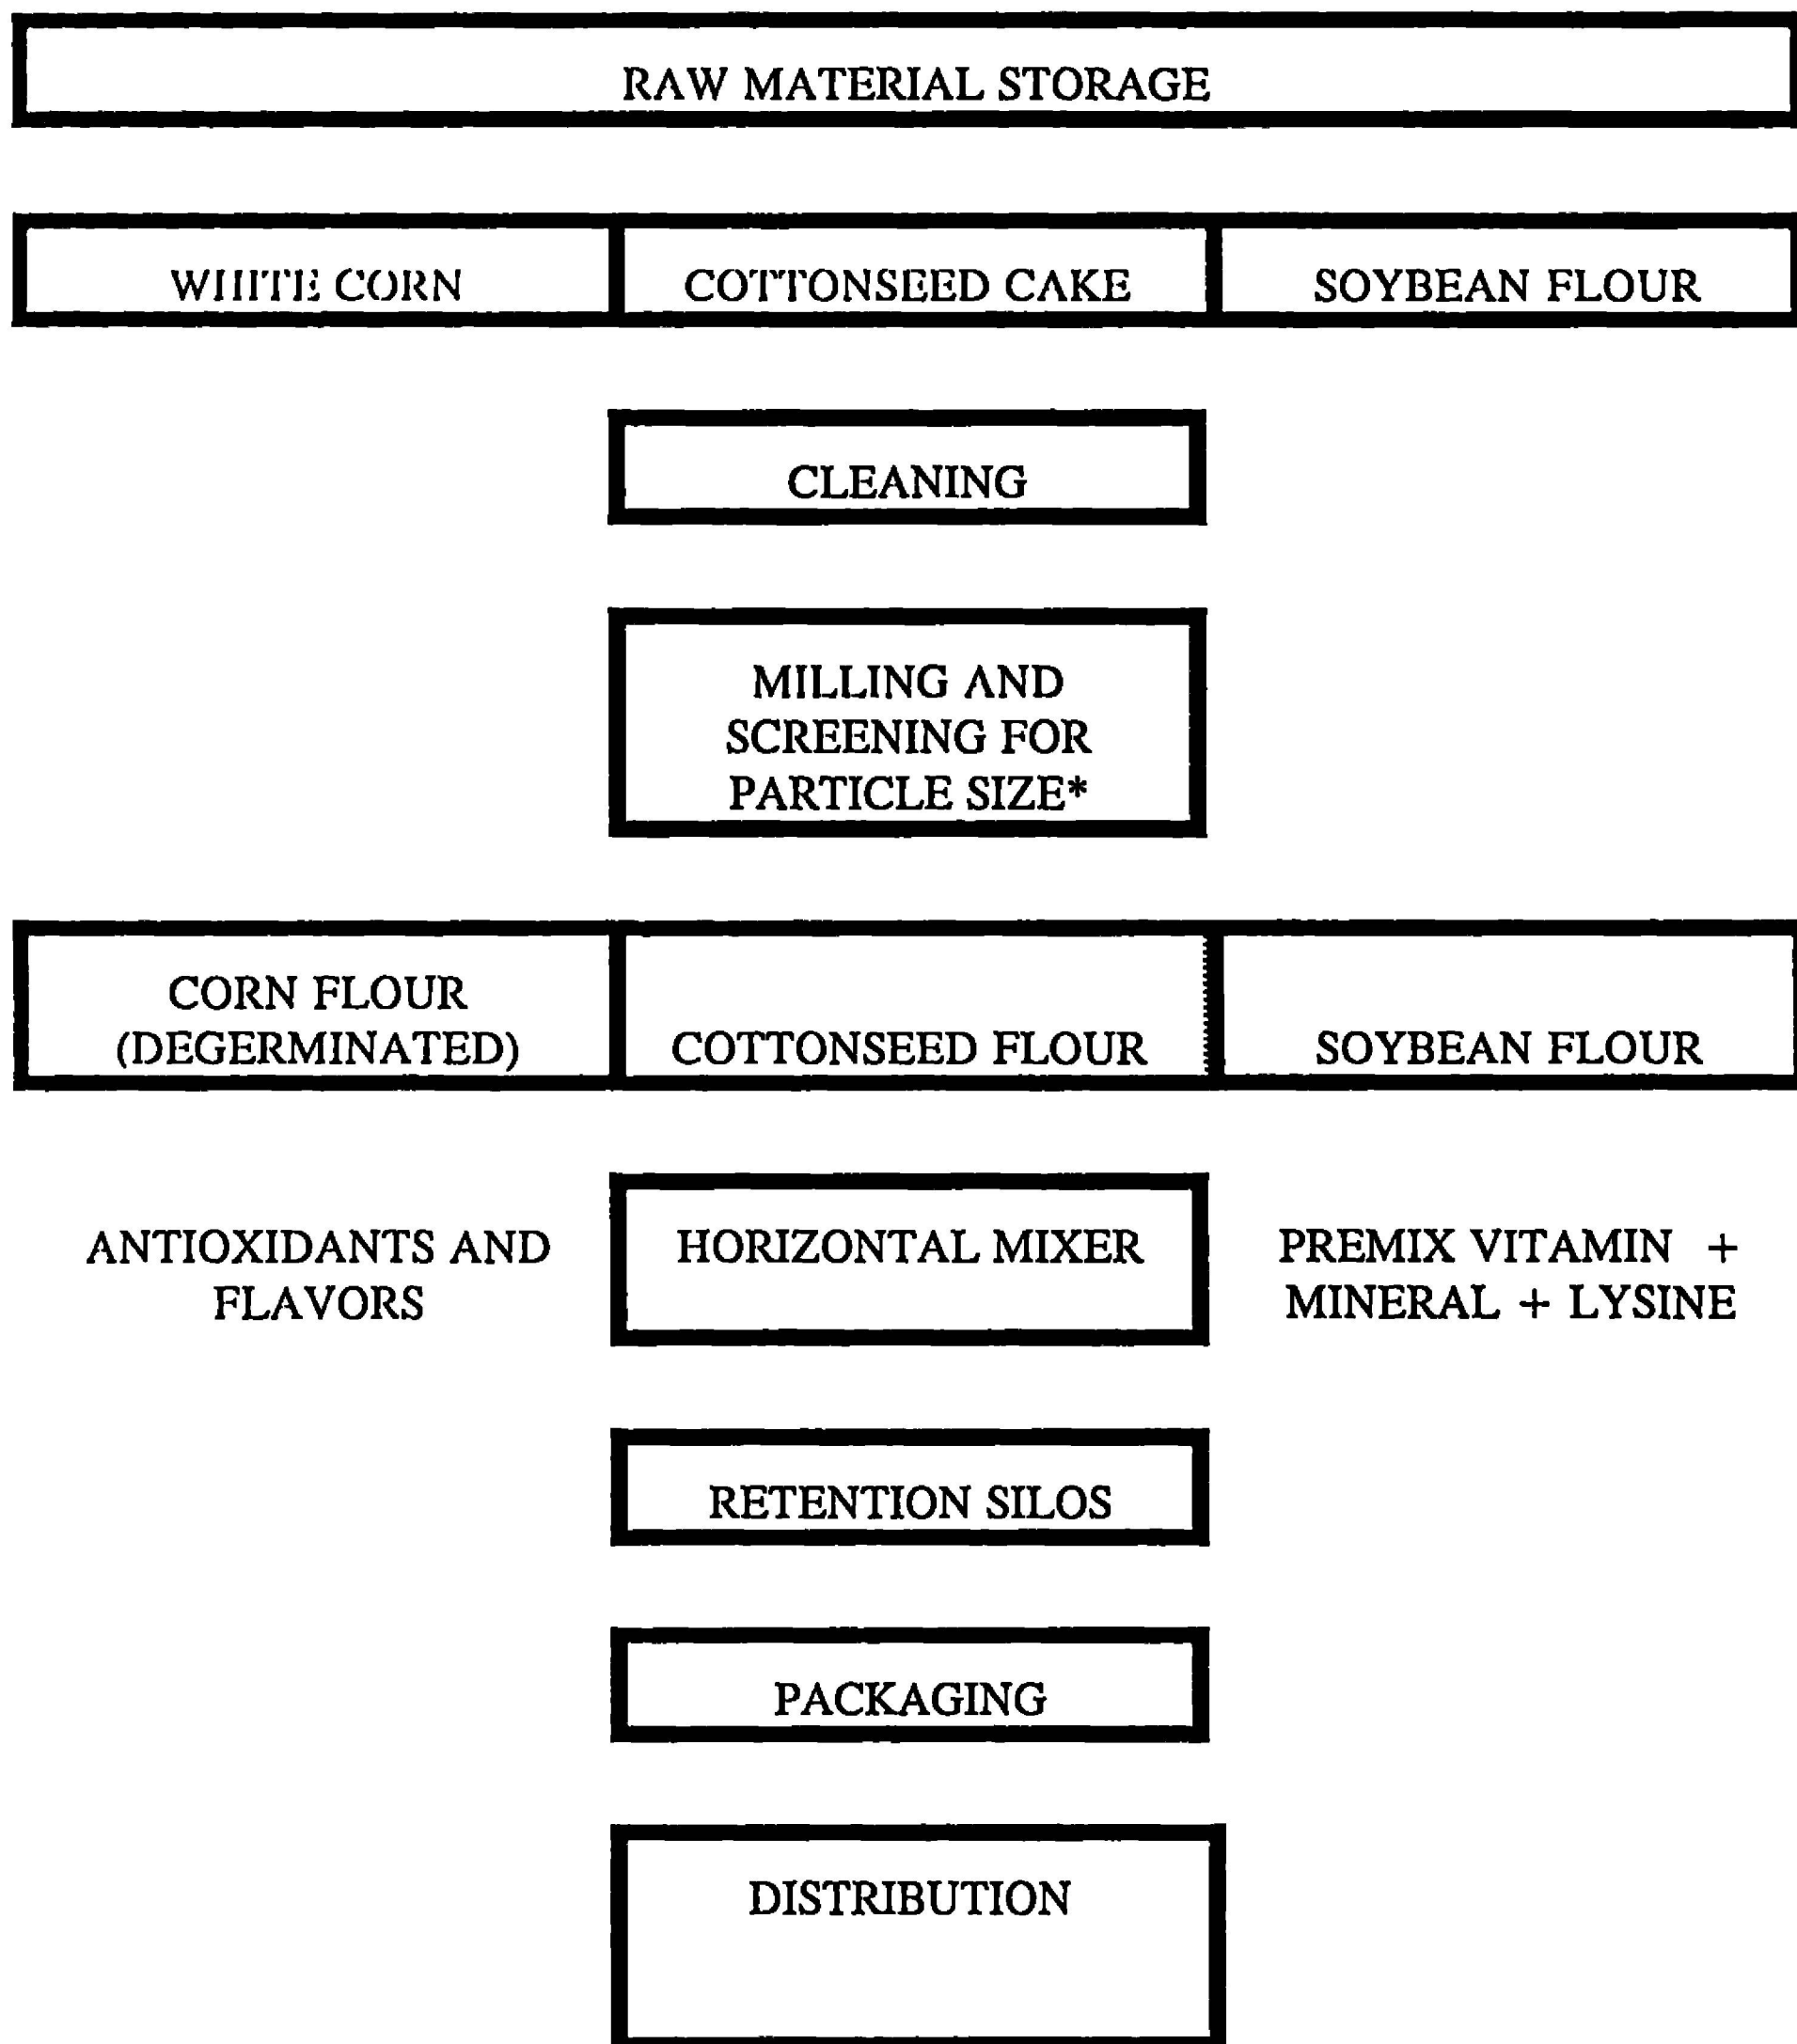 RAW MATERIAL STORAGE
WHITE CORN
COTTONSEED CAKE
SOYBEAN FLOUR
CLEANING
MILLING AND
SCREENING FOR
PARTICLE SIZE*
CORN FLOUR
(DEGERMINATED)
COTTONSEED FLOUR
SOYBEAN FLOUR
ANTIOXIDANTS AND
FLAVORS
HORIZONTAL MIXER
PREMIX VITAMIN +
MINERAL + LYSINE
RETENTION SILOS
PACKAGING
DISTRIBUTION